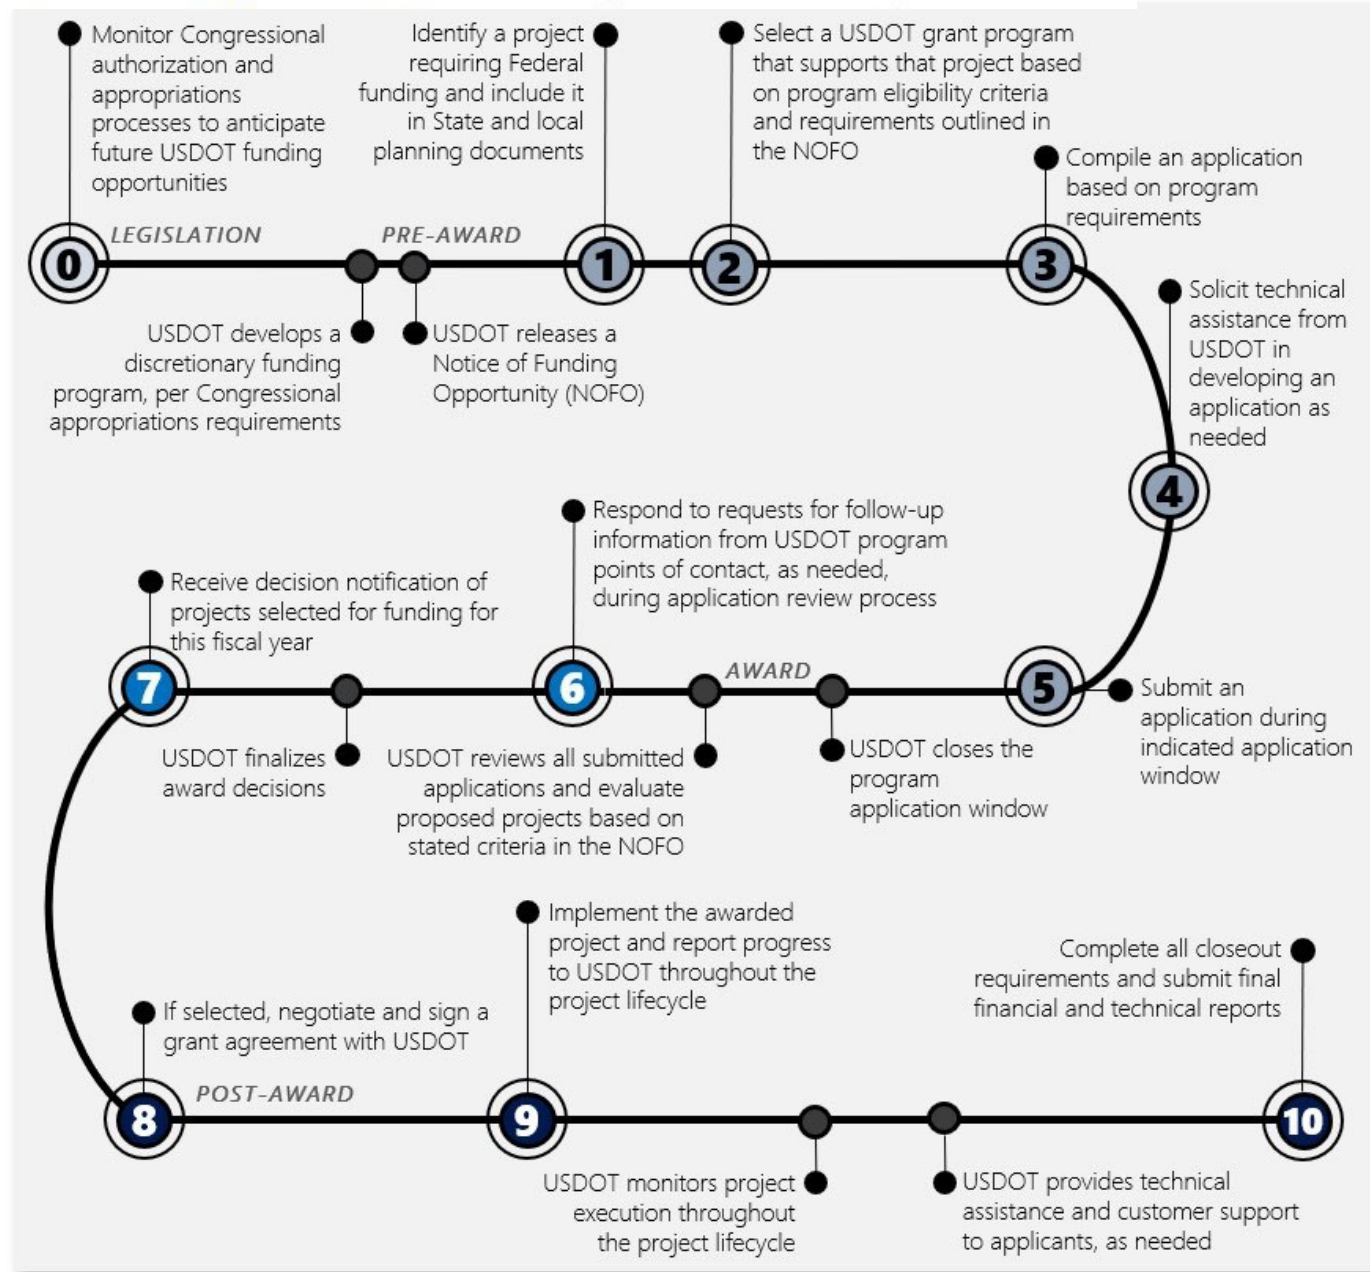 Monitor Congressional
authorization and
appropriations
processes to anticipate
future USDOT funding
opportunities
Identify a project
requiring Federal
funding and include it
in State and local
planning documents
Select a USDOT grant program
that supports that project based
on program eligibility criteria
and requirements outlined in
the NOFO
Compile an application
based on program
requirements
LEGISLATION
PRE-AWARD
0
1
2
3
USDOT develops a
discretionary funding
program, per Congressional
appropriations requirements
USDOT releases a
Notice of Funding
Opportunity (NOFO)
Solicit technical
assistance from
USDOT in
developing an
application as
needed
4
Respond to requests for follow-up
information from USDOT program
points of contact, as needed,
during application review process
Receive decision notification of
projects selected for funding for
this fiscal year
7
6
AWARD
5
Submit an
application during
indicated application
window
USDOT finalizes
award decisions
USDOT reviews all submitted
applications and evaluate
proposed projects based on
stated criteria in the NOFO
USDOT closes the
program
application window
Implement the awarded
project and report progress
to USDOT throughout the
project lifecycle
Complete all closeout
requirements and submit final
financial and technical reports
If selected, negotiate and sign a
grant agreement with USDOT
POST-AWARD
8
9
10
USDOT monitors project
execution throughout
the project lifecycle
USDOT provides technical
assistance and customer support
to applicants, as needed